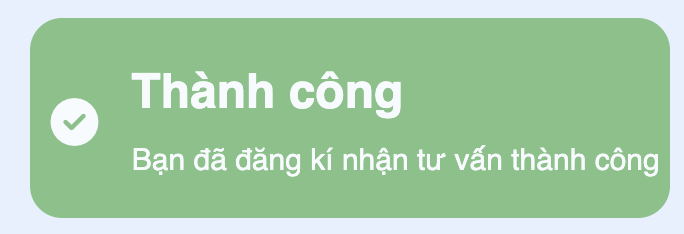 Thành công
Bạn đã đăng kí nhận tư vấn thành công